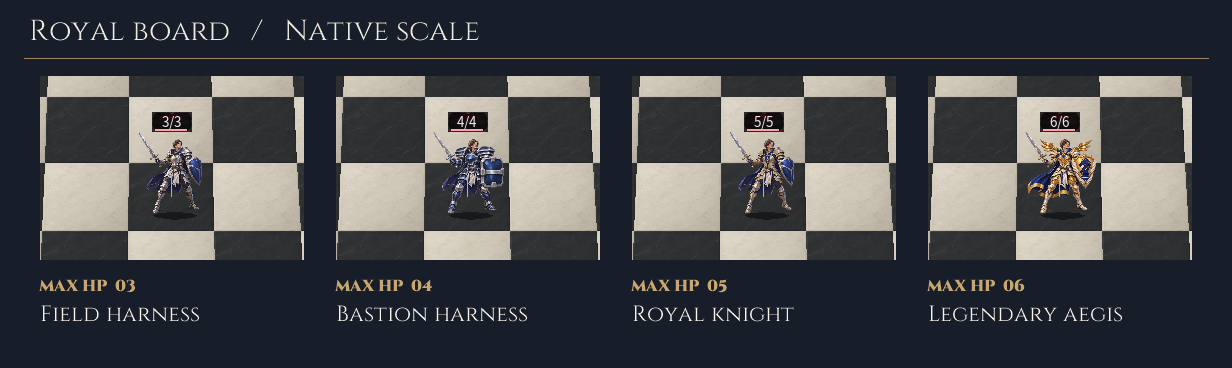 Royal board / Native scale
3/3
4/4
5/5
6/6
MAX HP 03
Field harness
MAX HP 04
Bastion harness
MAX HP 05
Royal knight
MAX HP 06
Legendary aegis